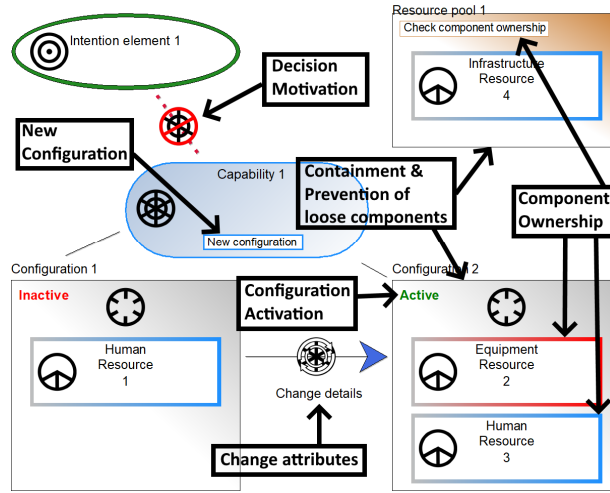 Resource pool 1
Check component ownership
Intention element 1
Infrastructure
Resource
4
Decision
Motivation
New
Configuration
Capability 1
New configuration
Containment &
Prevention of
loose components
Component
Ownership
Configuration 1
Inactive
Human
Resource
1
Configuration
Activation
Change details
Change attributes
Configuration 2
Active
Equipment
Resource
2
Human
Resource
3